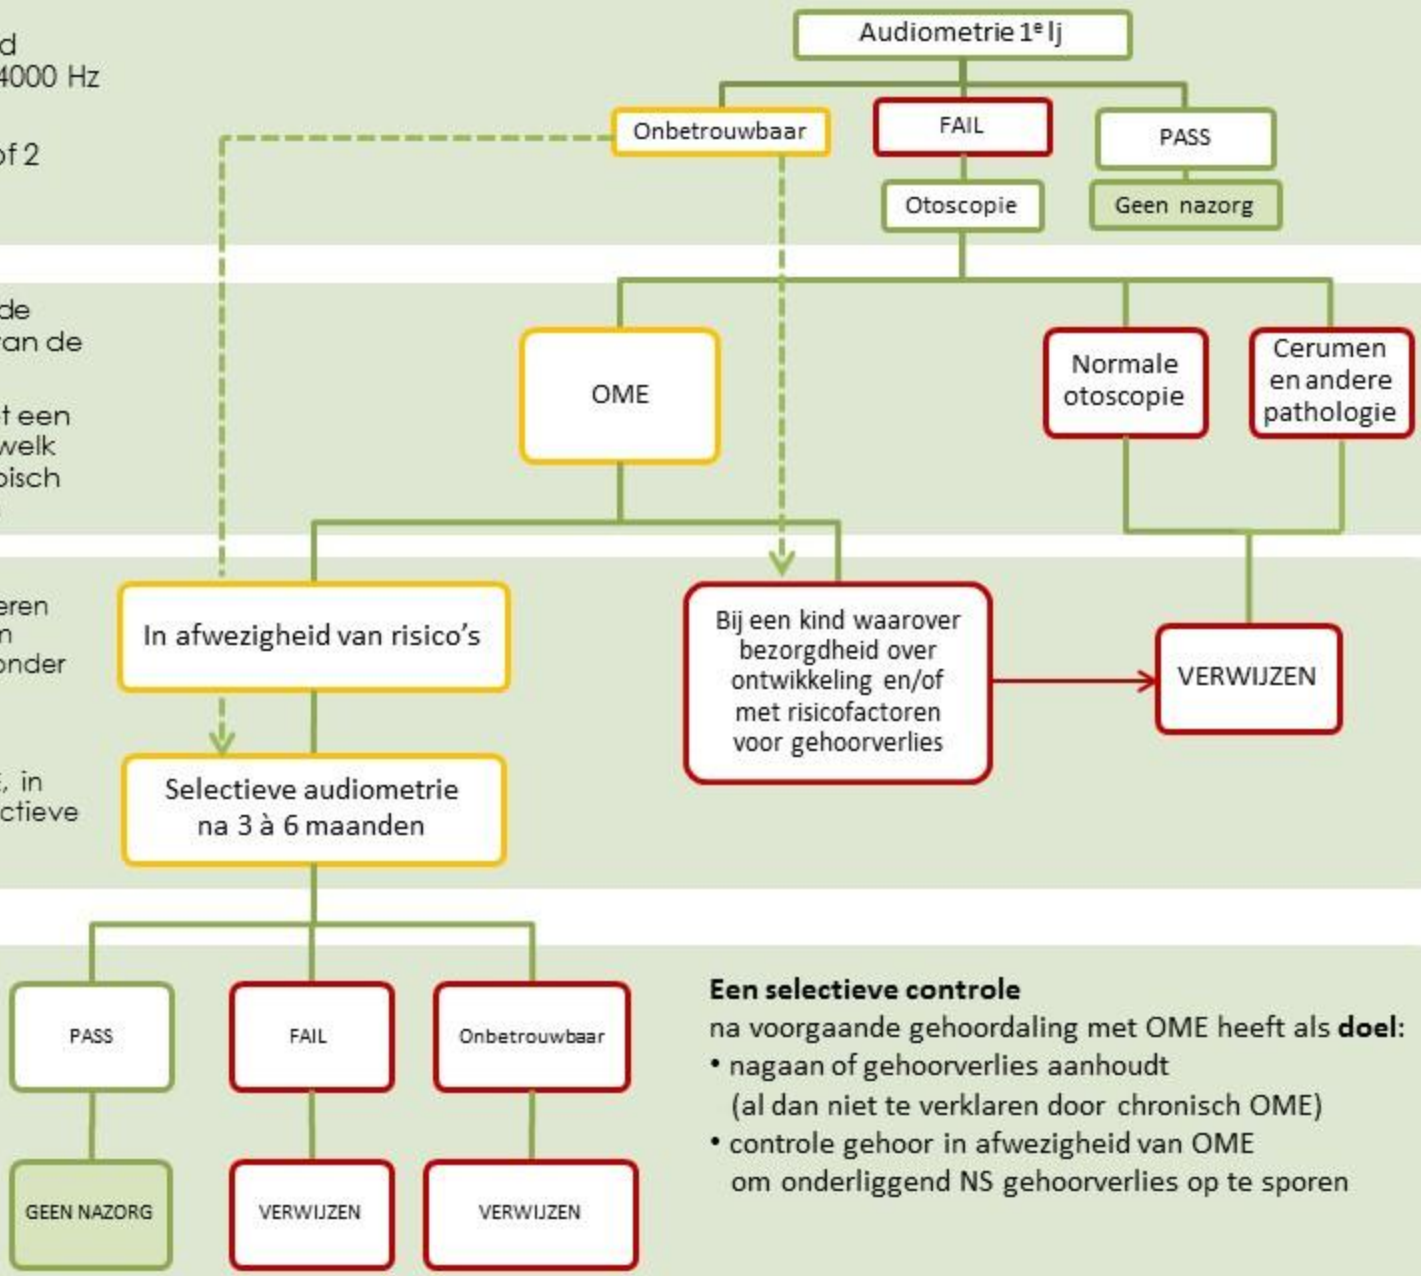 d
4000 Hz
of 2
Audiometrie 1e lj
Onbetrouwbaar
FAIL
PASS
Otoscopie
Geen nazorg
de
van de
t een
welk
pisch
OME
Normale
otoscopie
Cerumen
en andere
pathologie
eren
n
onder
, in
ctieve
In afwezigheid van risico's
Bij een kind waarover
bezorgdheid over
ontwikkeling en/of
met risicofactoren
voor gehoorverlies
VERWIJZEN
Selectieve audiometrie
na 3 à 6 maanden
PASS
FAIL
Onbetrouwbaar
GEEN NAZORG
VERWIJZEN
VERWIJZEN
Een selectieve controle
na voorgaande gehoordaling met OME heeft als doel:
• nagaan of gehoorverlies aanhoudt
(al dan niet te verklaren door chronisch OME)
• controle gehoor in afwezigheid van OME
om onderliggend NS gehoorverlies op te sporen